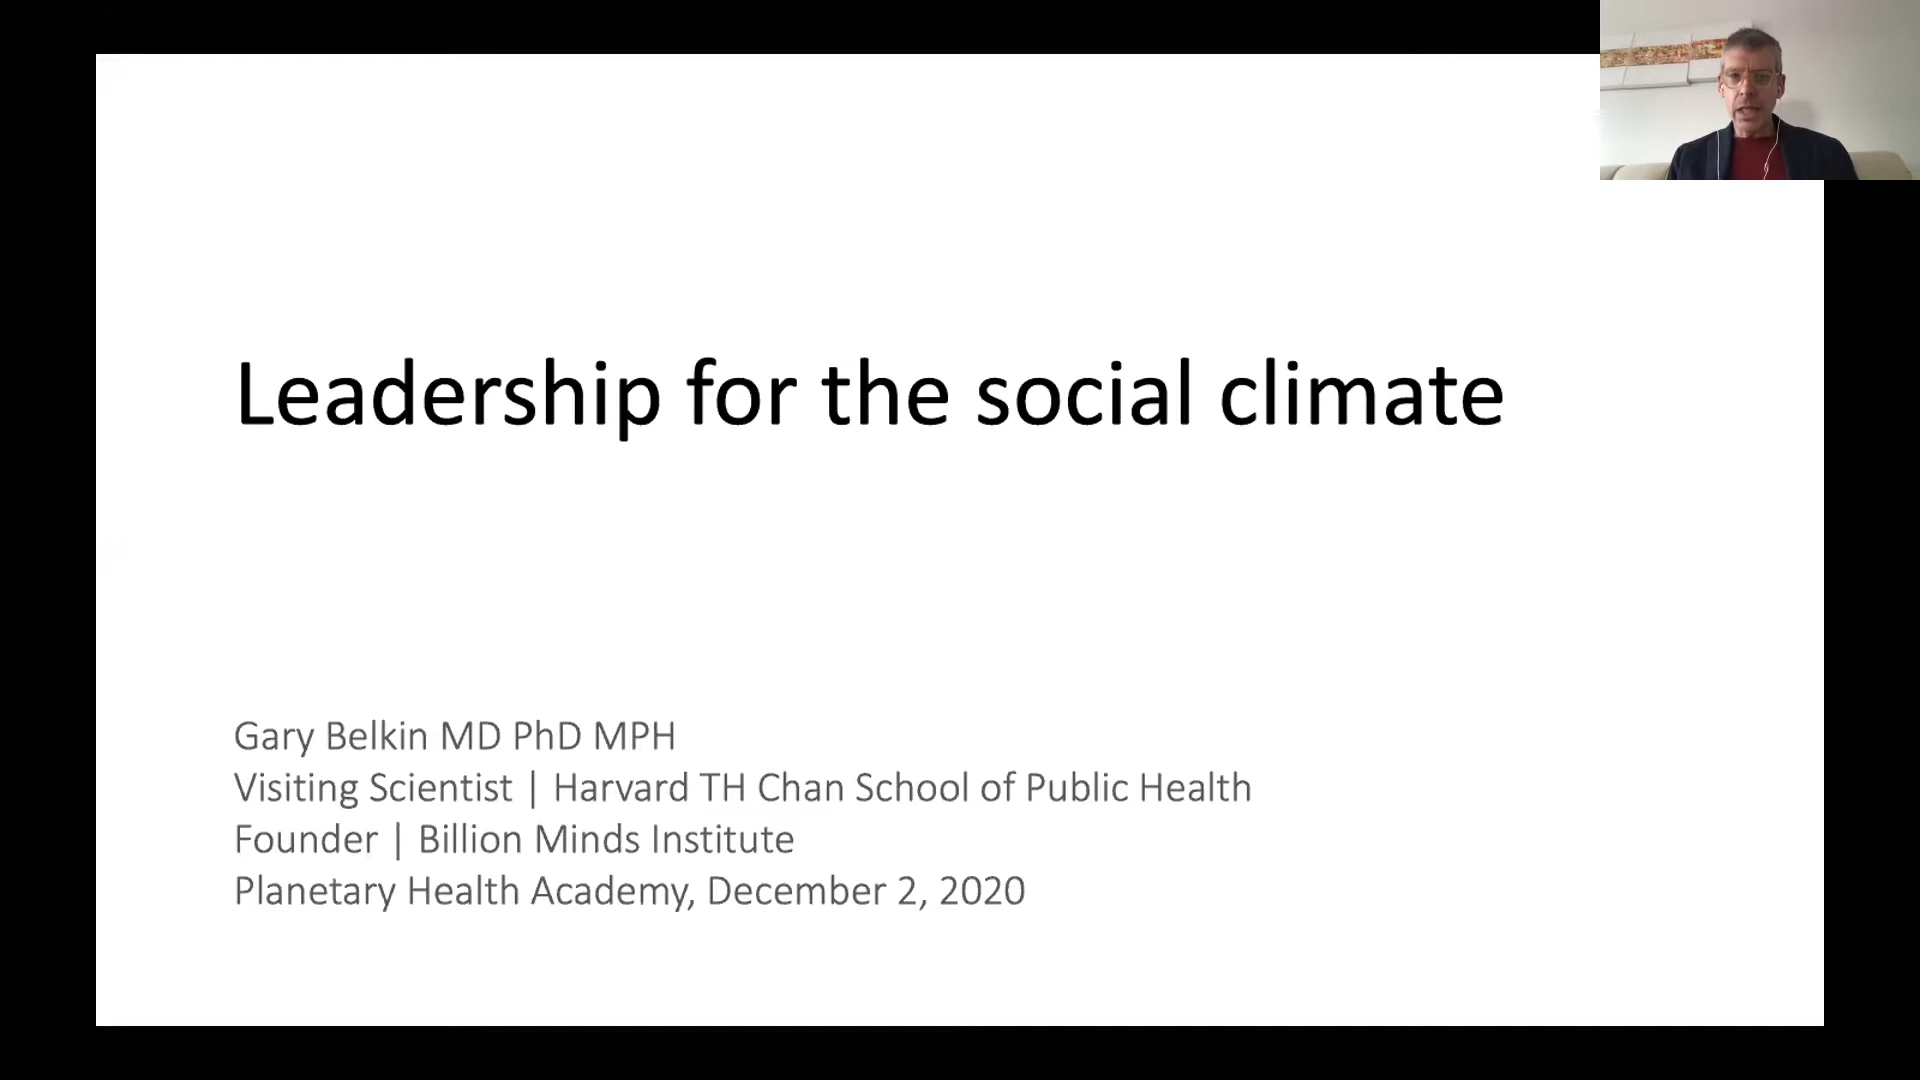 Leadership for the social climate
Gary Belkin MD PhD MPH
Visiting Scientist | Harvard TH Chan School of Public Health
Founder | Billion Minds Institute
Planetary Health Academy, December 2, 2020